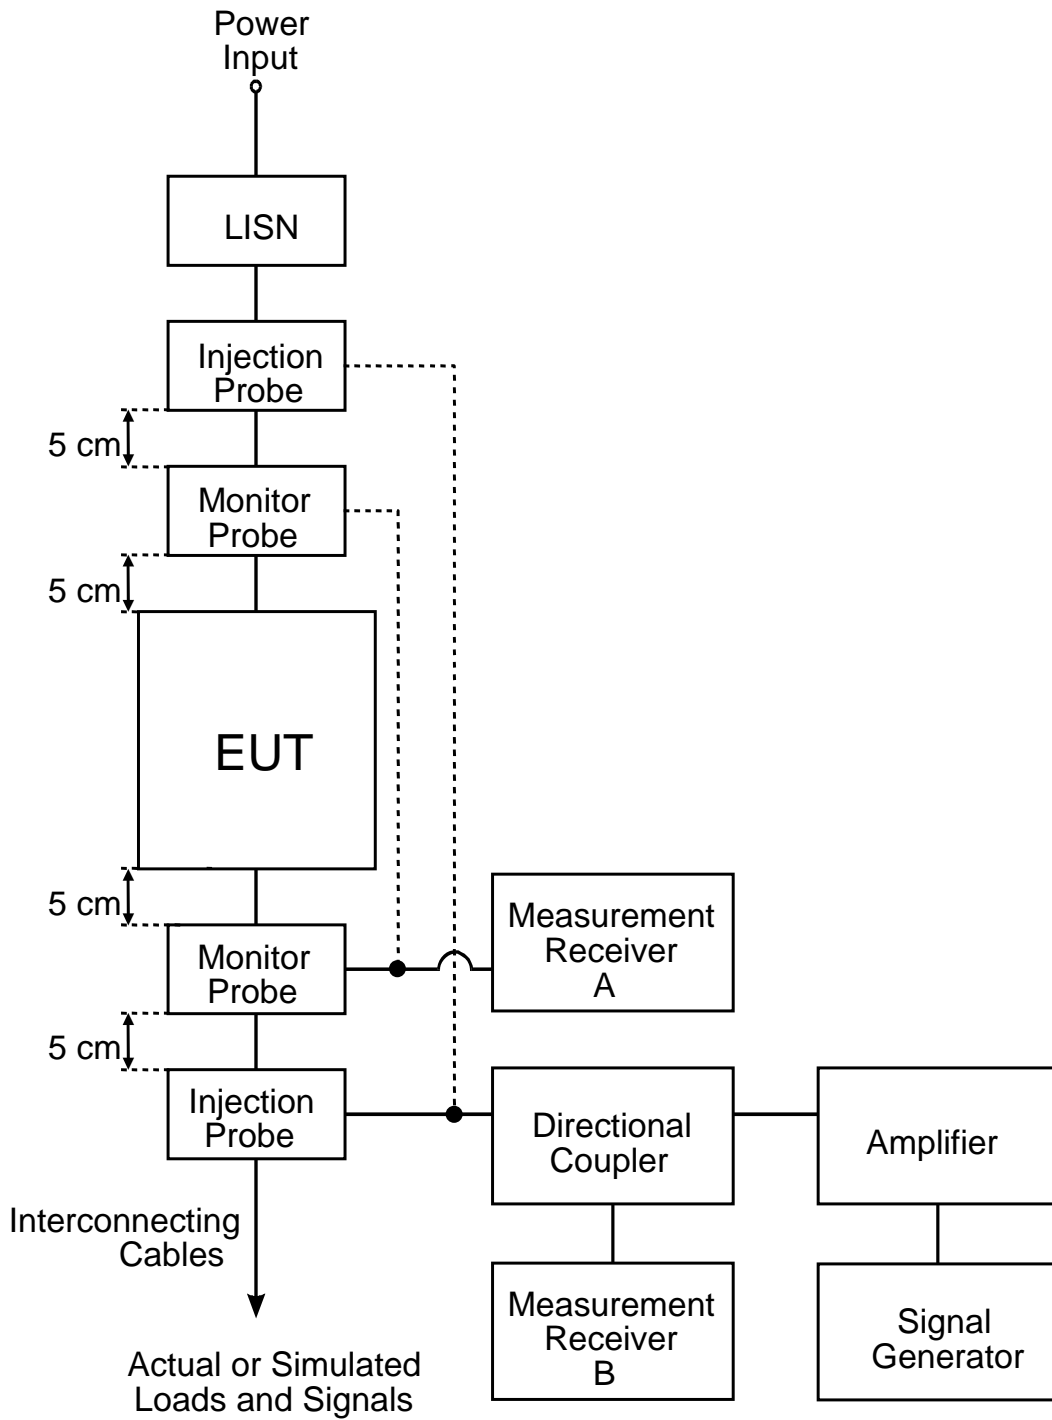 Power
Input
LISN
Injection
Probe
5 cm
Monitor
Probe
5 cm
EUT
5 cm
Monitor
Probe
Measurement
Receiver
A
5 cm
Injection
Probe
Directional
Coupler
Amplifier
Interconnecting
Cables
Measurement
Receiver
B
Signal
Generator
Actual or Simulated
Loads and Signals